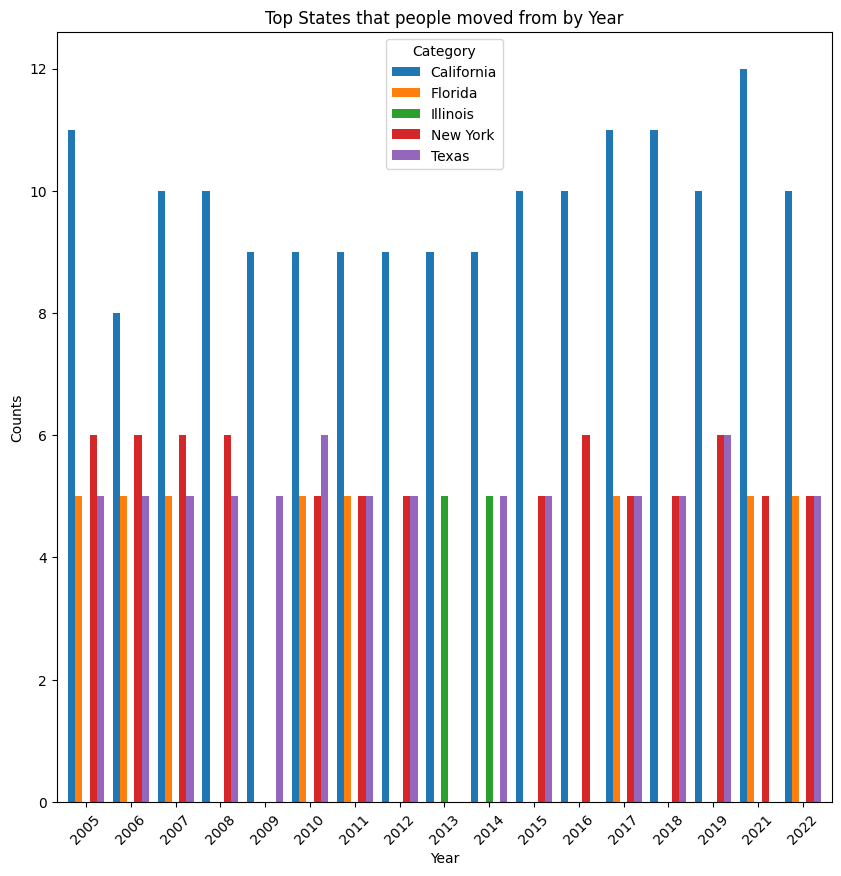 Top States that people moved from by Year
Category
California
Florida
Illinois
New York
Texas
Counts
12
10
8
6
4
2
0
2005 2006 2007 2008 2009 2010 2011 2012 2013 2014 2015 2016 2017 2018 2019 2021 2022
Year